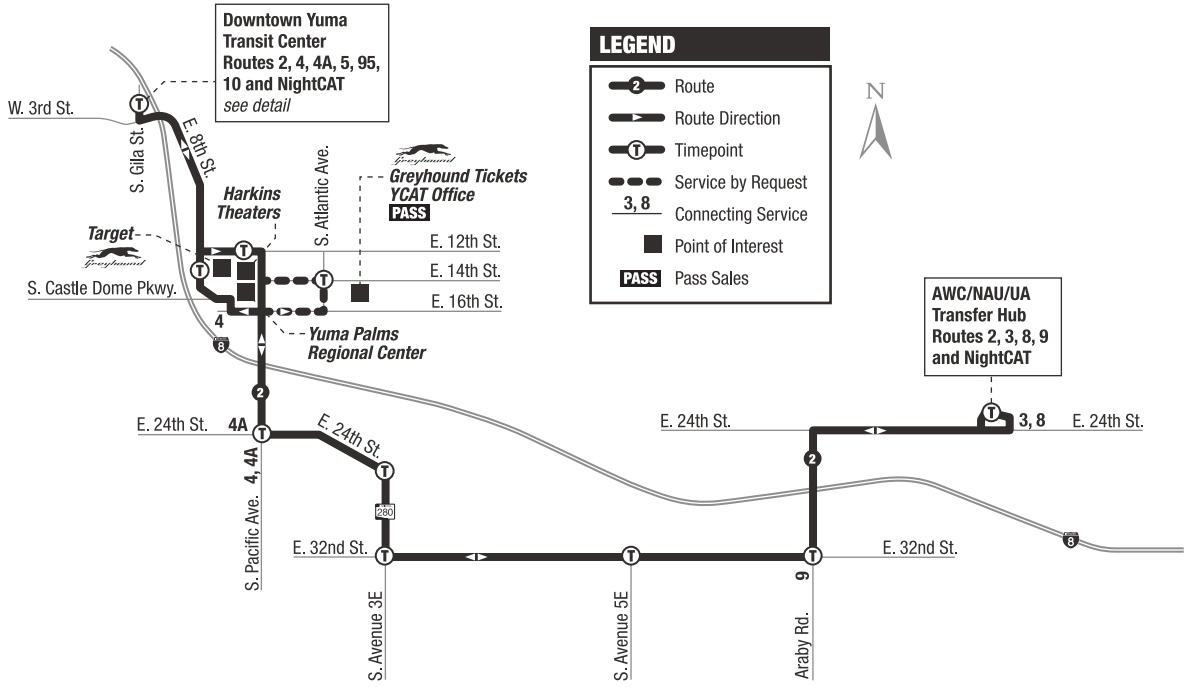 Downtown Yuma
Transit Center
Routes 2, 4, 4A, 5, 95,
10 and NightCAT
see detail
LEGEND
2 Route
Route Direction
T Timepoint
Service by Request
3, 8 Connecting Service
Point of Interest
PASS Pass Sales
N
W. 3rd St.
T
S. Gila St.
E. 8th St.
Greyhound
Greyhound Tickets
YCAT Office
PASS
Harkins
Theaters
S. Atlantic Ave.
Target
Greyhound
T
E. 12th St.
T
T
E. 14th St.
S. Castle Dome Pkwy.
E. 16th St.
4
8
Yuma Palms
Regional Center
AWC/NAU/UA
Transfer Hub
Routes 2, 3, 8, 9
and NightCAT
2
E. 24th St.
4A
T
E. 24th St.
4, 4A
S. Pacific Ave.
T
280
E. 24th St.
T
3, 8
E. 24th St.
2
E. 32nd St.
T
T
T
E. 32nd St.
8
9
S. Avenue 3E
S. Avenue 5E
Araby Rd.